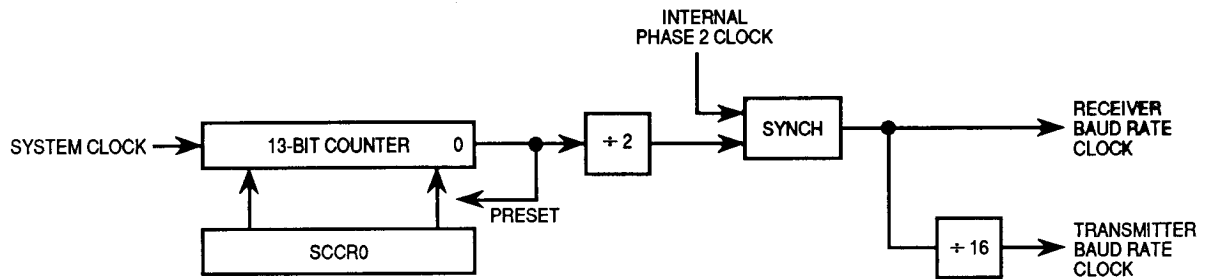 INTERNAL
PHASE 2 CLOCK
SYSTEM CLOCK
13-BIT COUNTER 0
÷ 2
SYNCH
RECEIVER
BAUD RATE
CLOCK
PRESET
SCCR0
÷ 16
TRANSMITTER
BAUD RATE
CLOCK